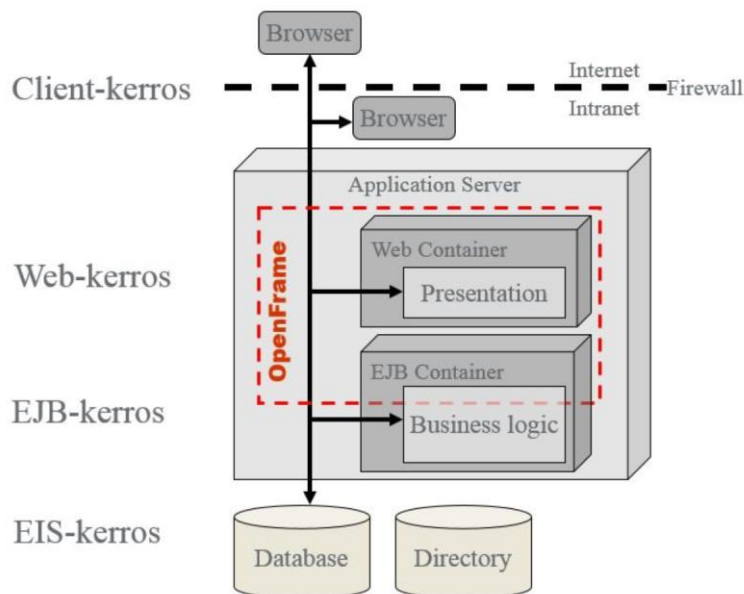 Browser
Client-kerros
Internet
Firewall
Intranet
Browser
Application Server
OpenFrame
Web Container
Web-kerros
Presentation
EJB Container
EJB-kerros
Business logic
EIS-kerros
Database
Directory